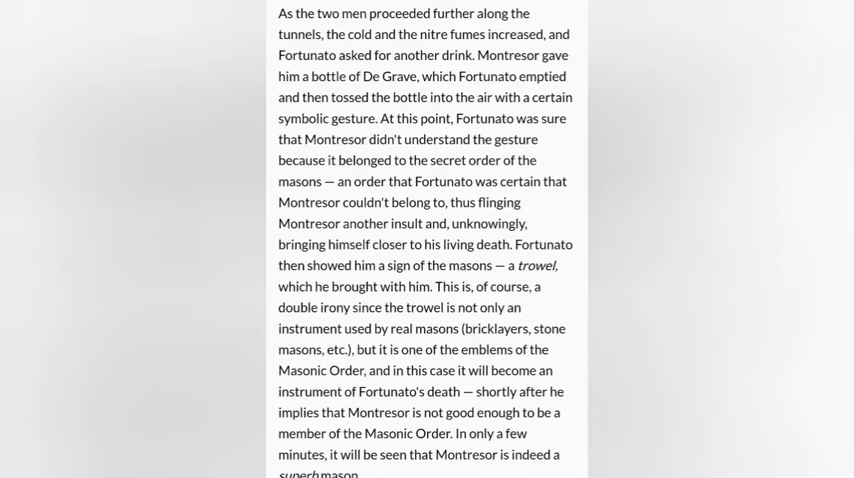 As the two men proceeded further along the
tunnels, the cold and the nitre fumes increased, and
Fortunato asked for another drink. Montresor gave
him a bottle of De Grave, which Fortunato emptied
and then tossed the bottle into the air with a certain
symbolic gesture. At this point, Fortunato was sure
that Montresor didn't understand the gesture
because it belonged to the secret order of the
masons — an order that Fortunato was certain that
Montresor couldn't belong to, thus flinging
Montresor another insult and, unknowingly,
bringing himself closer to his living death. Fortunato
then showed him a sign of the masons — a trowel,
which he brought with him. This is, of course, a
double irony since the trowel is not only an
instrument used by real masons (bricklayers, stone
masons, etc.), but it is one of the emblems of the
Masonic Order, and in this case it will become an
instrument of Fortunato's death — shortly after he
implies that Montresor is not good enough to be a
member of the Masonic Order. In only a few
minutes, it will be seen that Montresor is indeed a
superb mason.